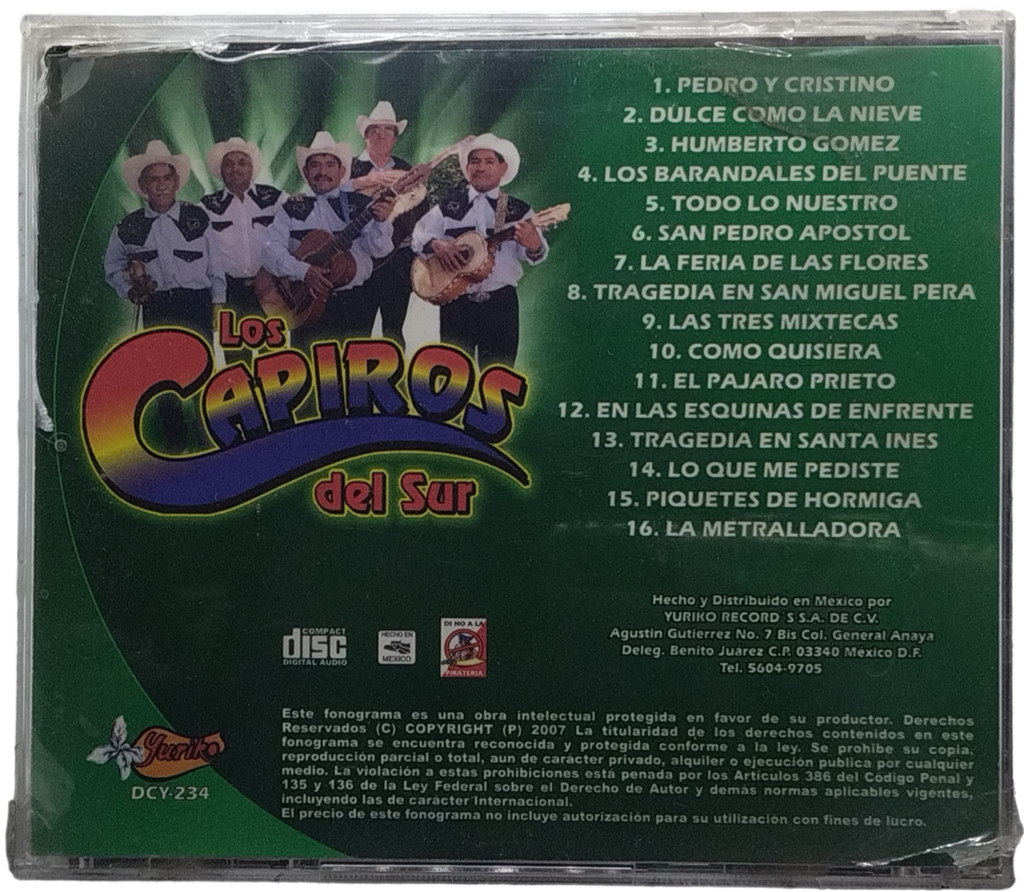 1. PEDRO Y CRISTINO
2. DULCE COMO LA NIEVE
3. HUMBERTO GOMEZ
4. LOS BARANDALES DEL PUENTE
5. TODO LO NUESTRO
6. SAN PEDRO APOSTOL
7. LA FERIA DE LAS FLORES
8. TRAGEDIA EN SAN MIGUEL PERA
9. LAS TRES MIXTECAS
10. COMO QUISIERA
11. EL PAJARO PRIETO
12. EN LAS ESQUINAS DE ENFRENTE
13. TRAGEDIA EN SANTA INES
14. LO QUE ME PEDISTE
15. PIQUETES DE HORMIGA
16. LA METRALLADORA
Los
CAPIROS
del Sur
COMPACT
disc
DIGITAL AUDIO
HECHO EN
MEXICO
DI NO A LA
PIRATERIA
Hecho y Distribuido en México por
YURIKO RECORD´S S.A. DE C.V.
Agustin Gutierrez No. 7 Bis Col. General Anaya
Deleg. Benito Juárez C.P. 03340 México D.F.
Tel. 5604-9705
Yuriko
DCY-234
Este fonograma es una obra intelectual protegida en favor de su productor. Derechos
Reservados (C) COPYRIGHT (P) 2007 La titularidad de los derechos contenidos en este
fonograma se encuentra reconocida y protegida conforme a la ley. Se prohibe su copia,
reproducción parcial o total, aun de carácter privado, alquiler o ejecución publica por cualquier
medio. La violación a estas prohibiciones está penada por los Artículos 386 del Código Penal y
135 y 136 de la Ley Federal sobre el Derecho de Autor y demás normas aplicables vigentes,
incluyendo las de carácter Internacional.
El precio de este fonograma no incluye autorización para su utilización con fines de lucro.